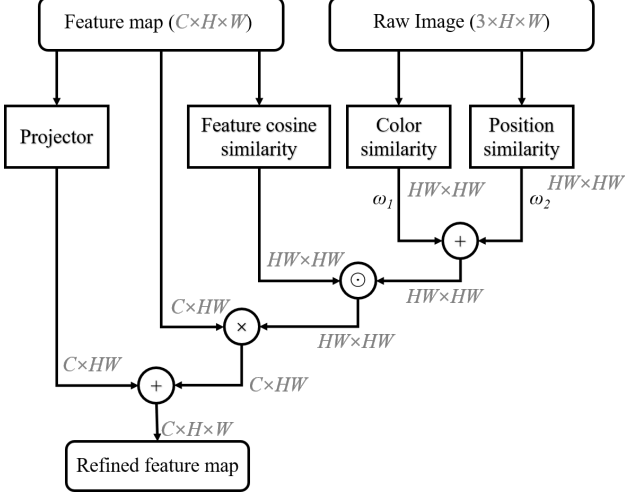 Feature map (C×H×W)
Raw Image (3×H×W)
Projector
Feature cosine
similarity
Color
similarity
Position
similarity
ω1
HW×HW
ω2
HW×HW
+
HW×HW
⊙
HW×HW
C×HW
×
HW×HW
C×HW
+
C×HW
C×H×W
Refined feature map